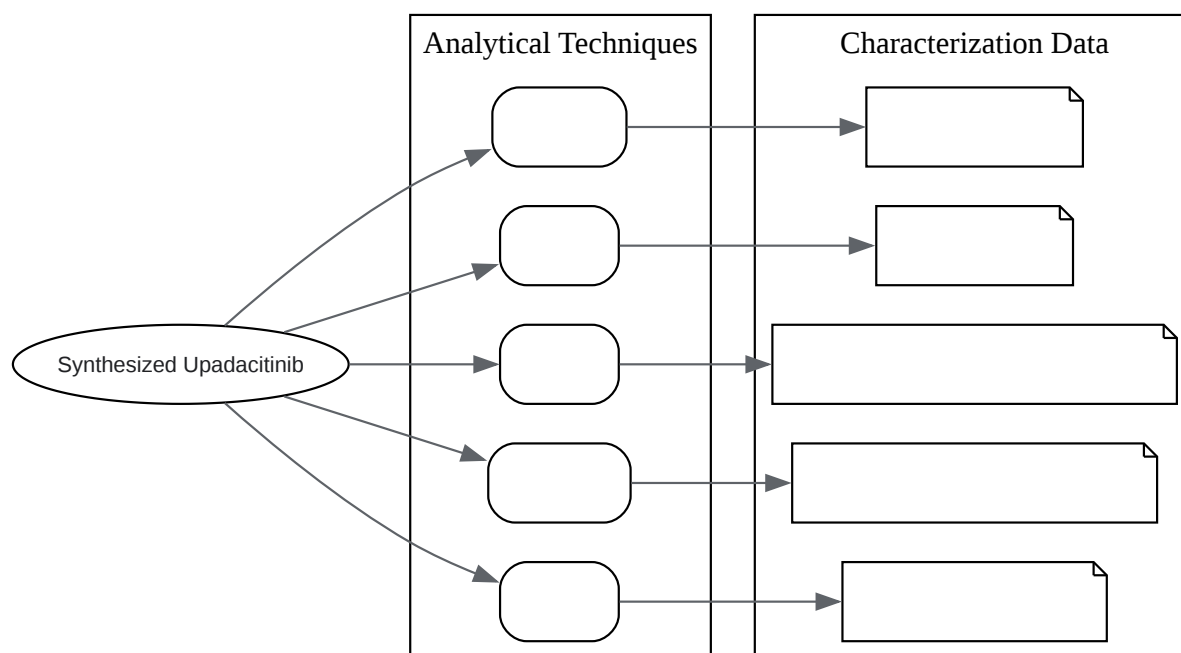 Analytical Techniques
Characterization Data
Synthesized Upadacitinib